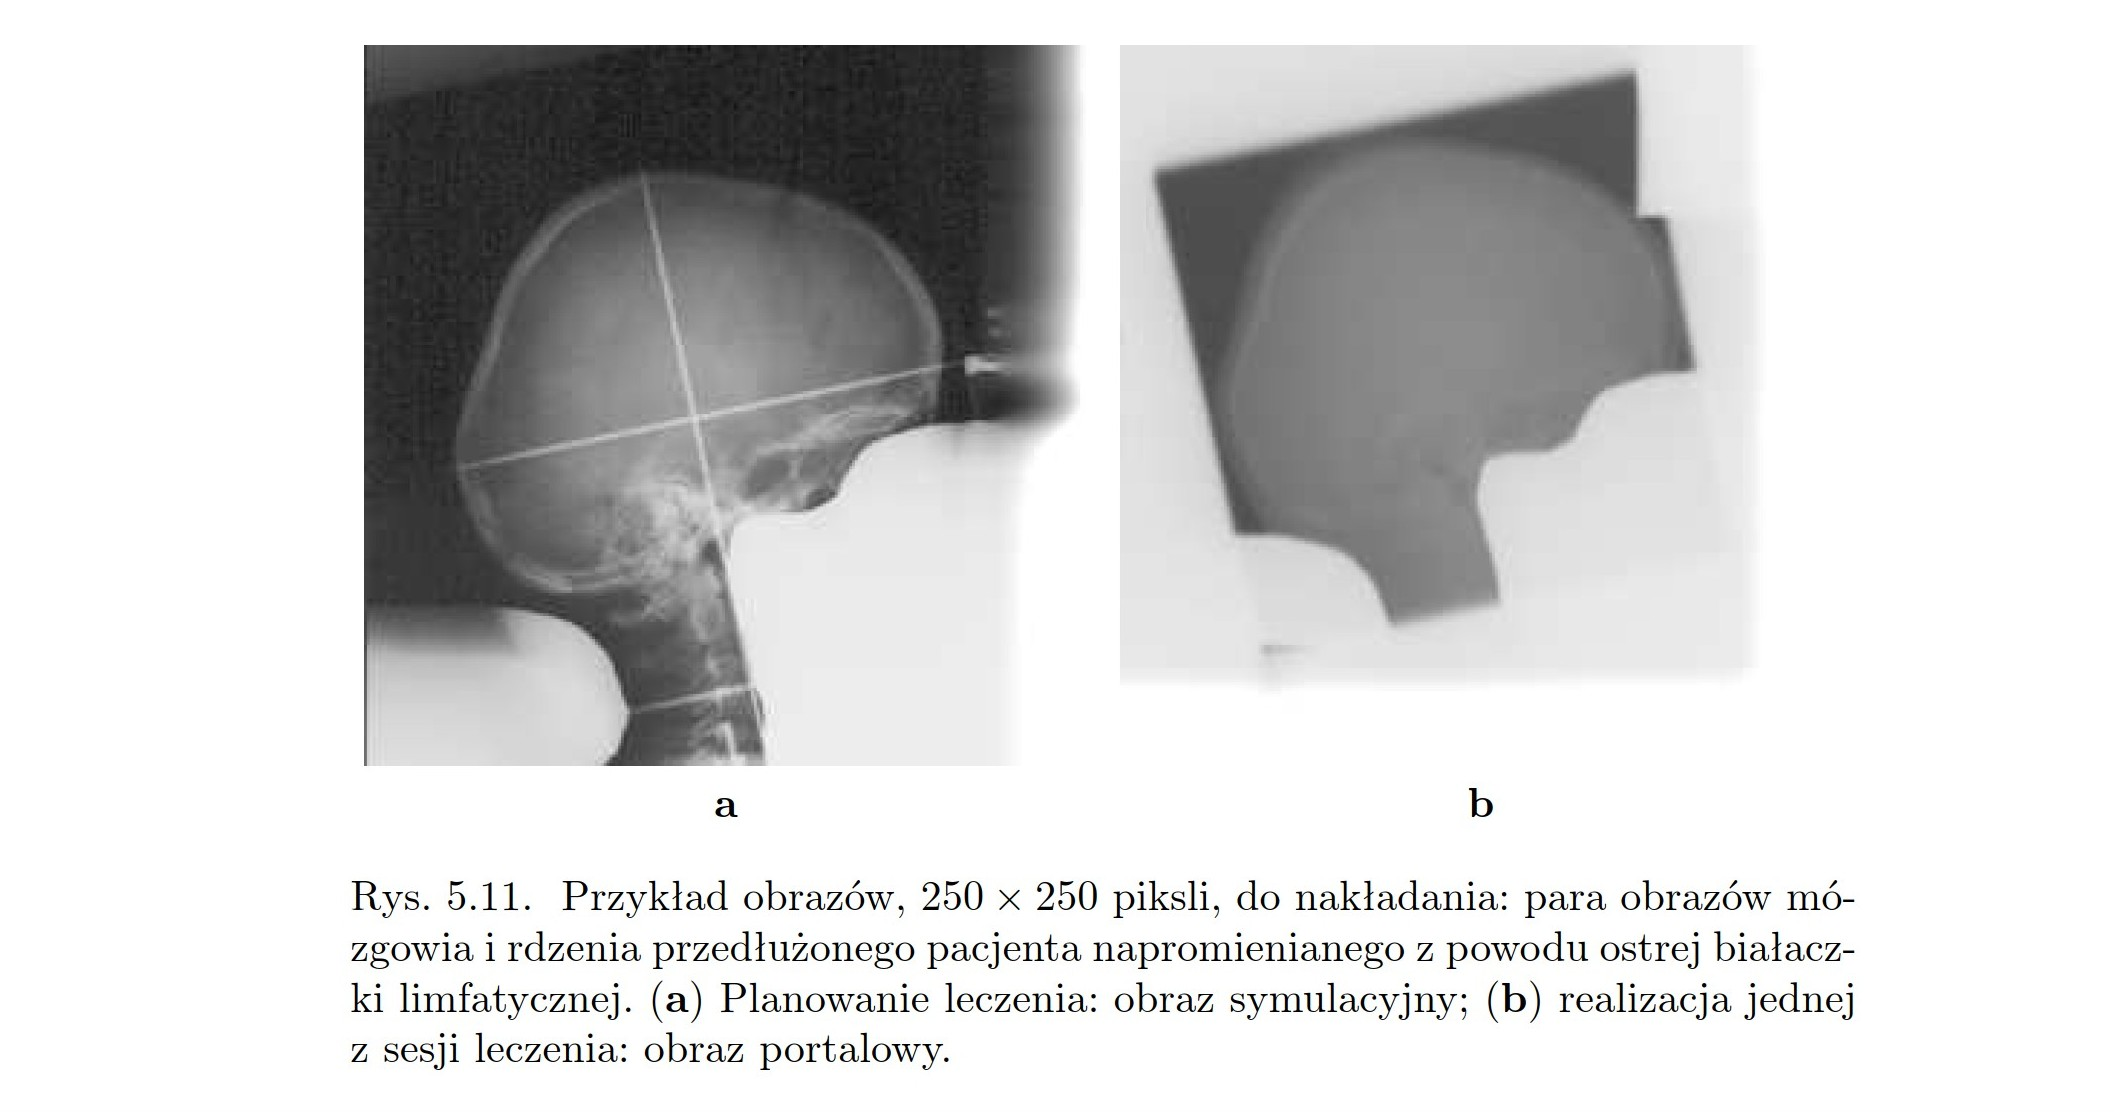 a b
Rys. 5.11. Przykład obrazów, 250 × 250 piksli, do nakładania: para obrazów mó-
zgowia i rdzenia przedłużonego pacjenta napromienianego z powodu ostrej białacz-
ki limfatycznej. (a) Planowanie leczenia: obraz symulacyjny; (b) realizacja jednej
z sesji leczenia: obraz portalowy.